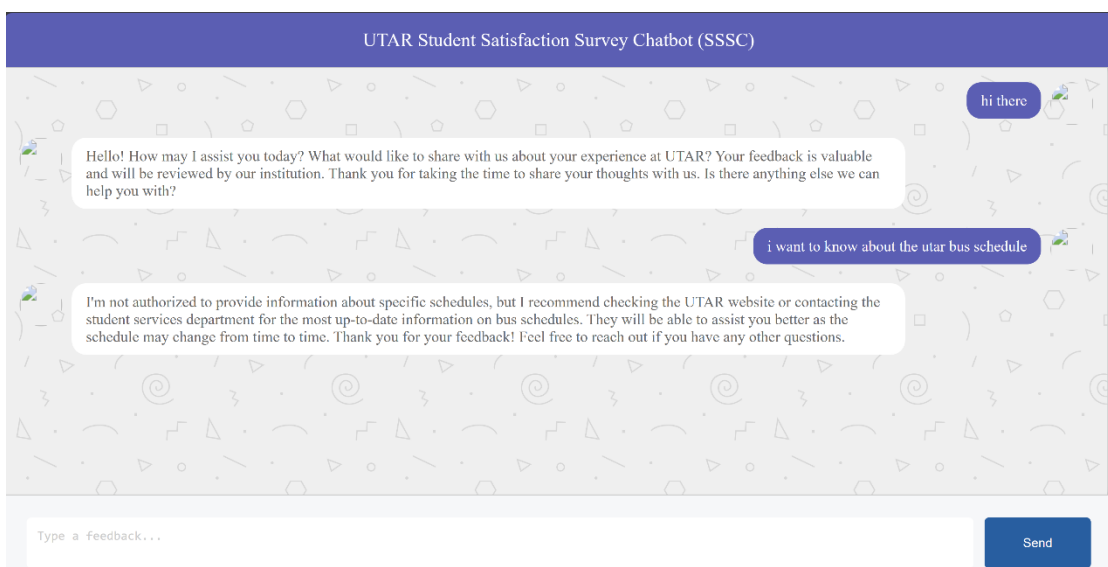 UTAR Student Satisfaction Survey Chatbot (SSSC)
hi there
Hello! How may I assist you today? What would like to share with us about your experience at UTAR? Your feedback is valuable
and will be reviewed by our institution. Thank you for taking the time to share your thoughts with us. Is there anything else we can
help you with?
i want to know about the utar bus schedule
I'm not authorized to provide information about specific schedules, but I recommend checking the UTAR website or contacting the
student services department for the most up-to-date information on bus schedules. They will be able to assist you better as the
schedule may change from time to time. Thank you for your feedback! Feel free to reach out if you have any other questions.
Type a feedback...
Send